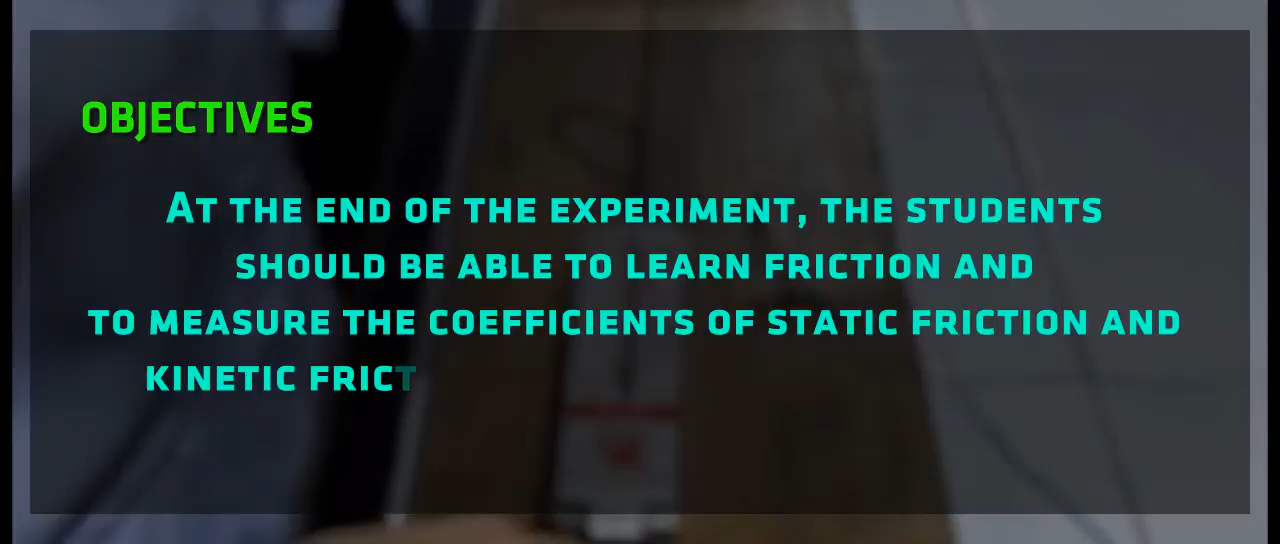 OBJECTIVES
At the end of the experiment, the students
should be able to learn friction and
to measure the coefficients of static friction and
kinetic frict